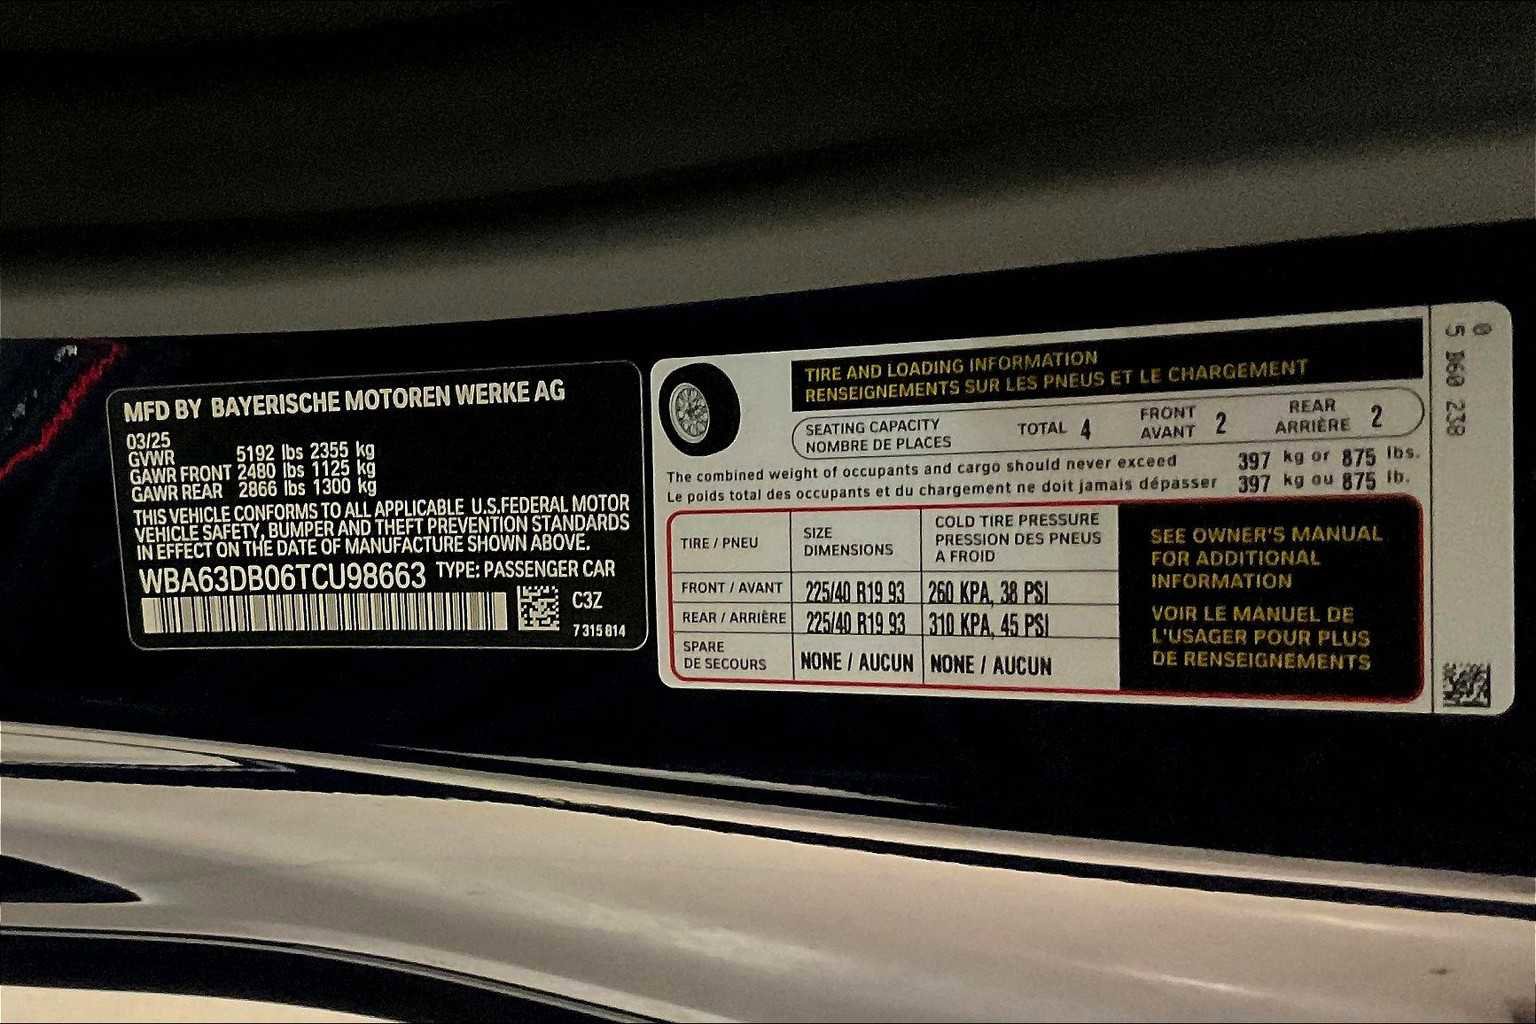 MFD BY BAYERISCHE MOTOREN WERKE AG
03/25
GVWR 5192 lbs 2355 kg
GAWR FRONT 2480 lbs 1125 kg
GAWR REAR 2866 lbs 1300 kg
THIS VEHICLE CONFORMS TO ALL APPLICABLE U.S.FEDERAL MOTOR
VEHICLE SAFETY, BUMPER AND THEFT PREVENTION STANDARDS
IN EFFECT ON THE DATE OF MANUFACTURE SHOWN ABOVE.
WBA63DB06TCU98663 TYPE: PASSENGER CAR
C3Z
7 315 814
TIRE AND LOADING INFORMATION
RENSEIGNEMENTS SUR LES PNEUS ET LE CHARGEMENT
SEATING CAPACITY
NOMBRE DE PLACES
TOTAL 4
FRONT
AVANT 2
REAR
ARRIÈRE 2
The combined weight of occupants and cargo should never exceed 397 kg or 875 lbs.
Le poids total des occupants et du chargement ne doit jamais dépasser 397 kg ou 875 lb.
TIRE / PNEU
SIZE
DIMENSIONS
COLD TIRE PRESSURE
PRESSION DES PNEUS
A FROID
FRONT / AVANT 225/40 R19 93 260 KPA, 38 PSI
REAR / ARRIÈRE 225/40 R19 93 310 KPA, 45 PSI
SPARE
DE SECOURS NONE / AUCUN NONE / AUCUN
SEE OWNER'S MANUAL
FOR ADDITIONAL
INFORMATION
VOIR LE MANUEL DE
L'USAGER POUR PLUS
DE RENSEIGNEMENTS
0
5 D60 238